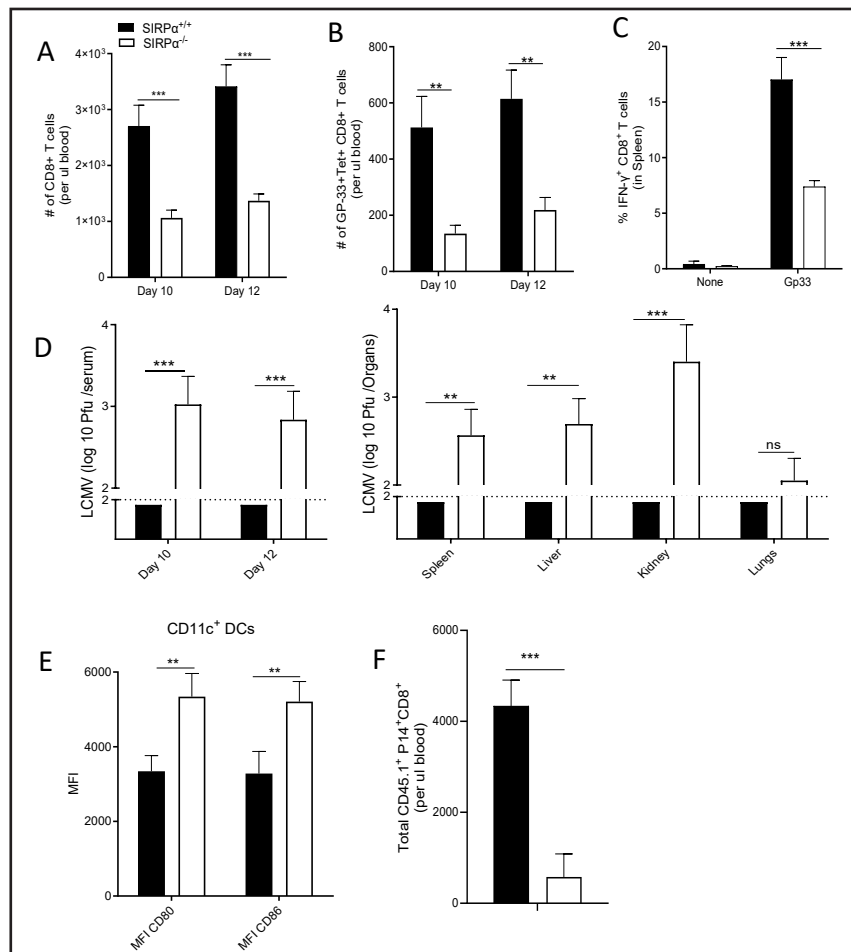 SIRPα+/+
SIRPα-/-
A
# of CD8+ T cells
(per ul blood)
4×10³
3×10³
2×10³
1×10³
0
***
***
Day 10
Day 12
B
# of GP-33+Tet+ CD8+ T cells
(per ul blood)
800
600
400
200
0
**
**
Day 10
Day 12
C
% IFN-γ+ CD8+ T cells
(in Spleen)
20
15
10
5
0
***
None
Gp33
D
LCMV (log 10 Pfu /serum)
4
3
2
2
***
***
Day 10
Day 12
LCMV (log 10 Pfu /Organs)
4
3
2
2
**
**
***
ns
Spleen
Liver
Kidney
Lungs
E
CD11c+ DCs
MFI
6000
4000
2000
0
**
**
MFI CD80
MFI CD86
F
Total CD45.1+ P14+CD8+
(per ul blood)
6000
4000
2000
0
***